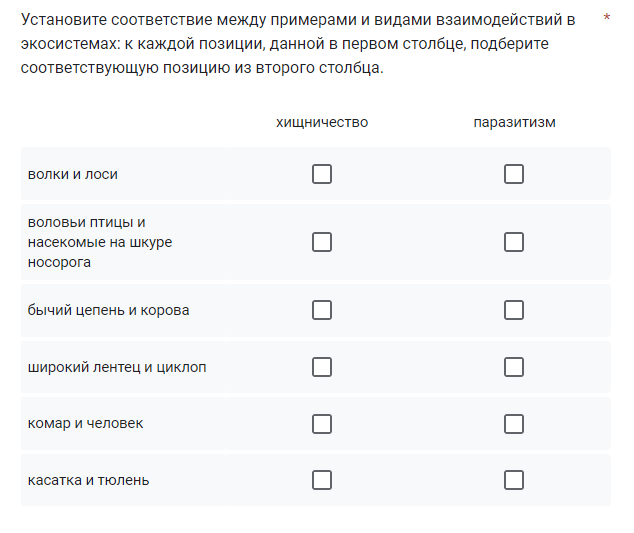 Установите соответствие между примерами и видами взаимодействий в *
экосистемах: к каждой позиции, данной в первом столбце, подберите
соответствующую позицию из второго столбца.
хищничество паразитизм
волки и лоси
воловьи птицы и
насекомые на шкуре
носорога
бычий цепень и корова
широкий лентец и циклоп
комар и человек
касатка и тюлень